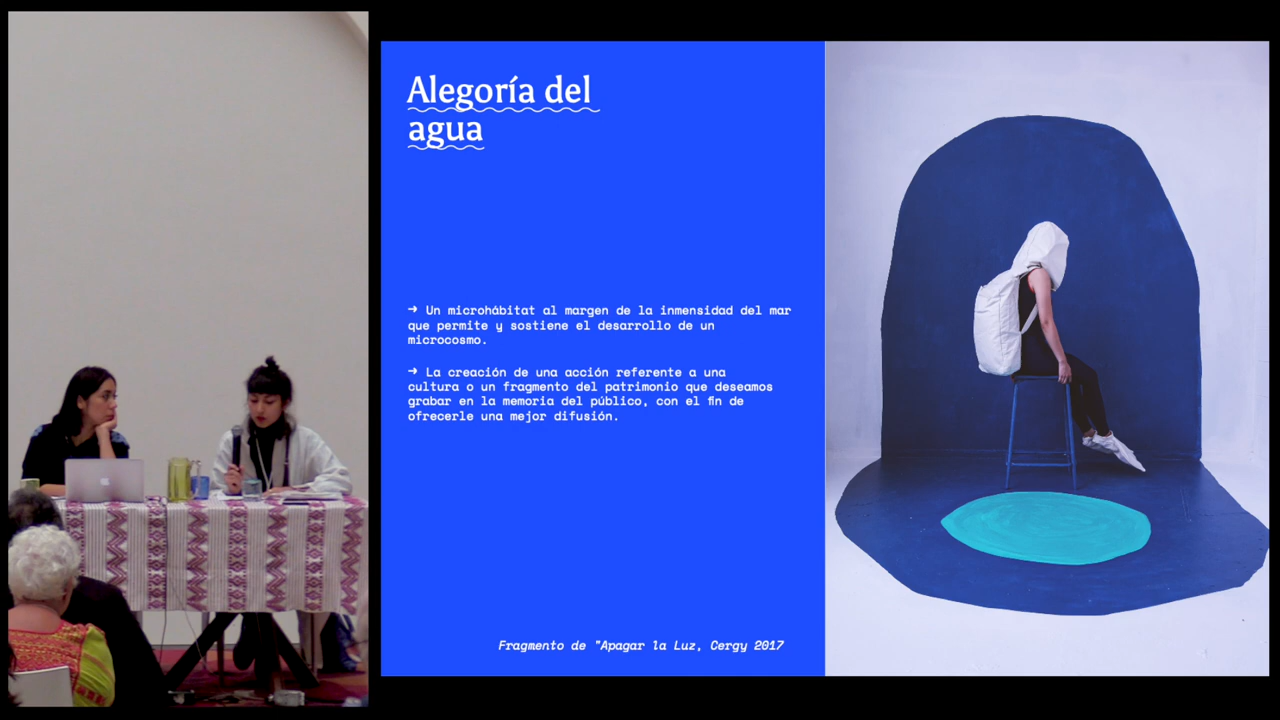 Alegoría del
agua
➜ Un microhábitat al margen de la inmensidad del mar
que permite y sostiene el desarrollo de un
microcosmo.
➜ La creación de una acción referente a una
cultura o un fragmento del patrimonio que deseamos
grabar en la memoria del público, con el fin de
ofrecerle una mejor difusión.
Fragmento de "Apagar la Luz, Cergy 2017